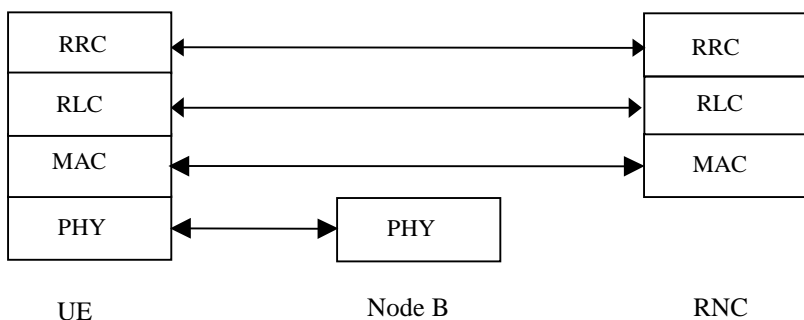 RRC RRC
RLC RLC
MAC MAC
PHY PHY
UE Node B RNC